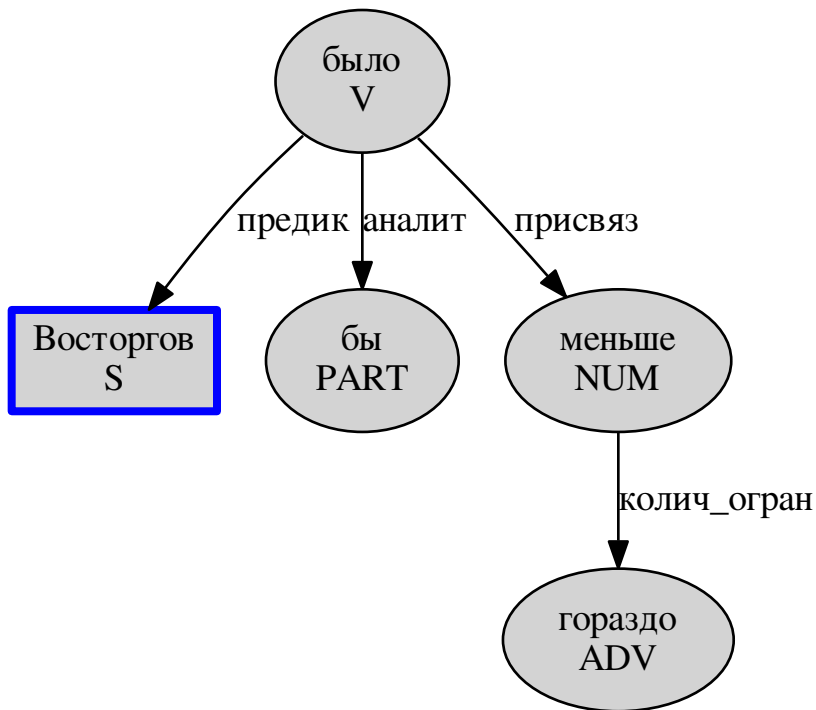 было
V
предик
аналит
присвяз
Восторгов
S
бы
PART
меньше
NUM
колич_огран
гораздо
ADV